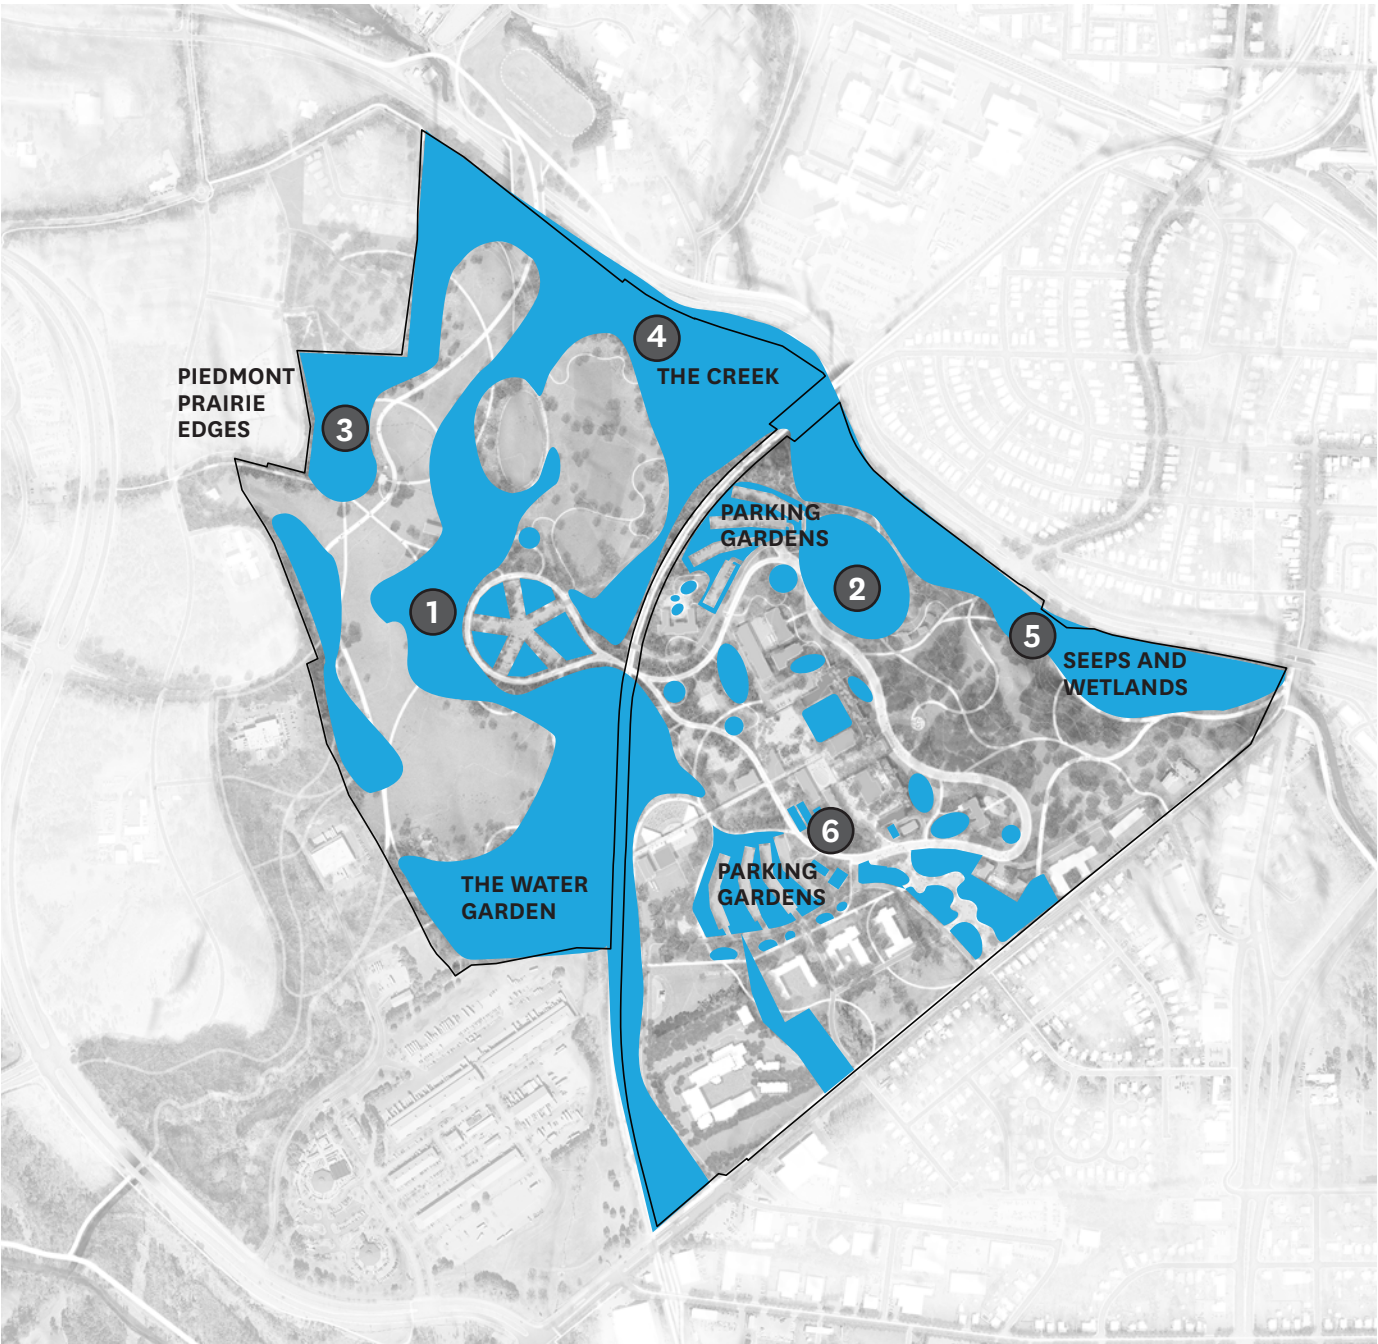 4
THE CREEK
PIEDMONT
PRAIRIE
EDGES
3
PARKING
GARDENS
2
1
5
SEEPS AND
WETLANDS
6
PARKING
GARDENS
THE WATER
GARDEN